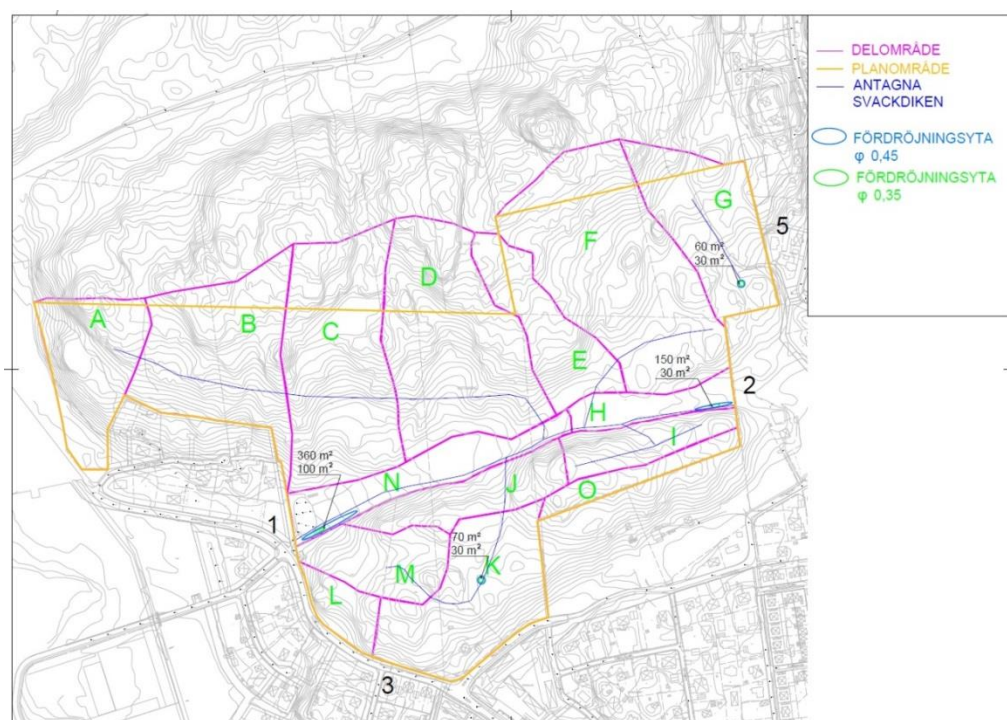 DELOMRÅDE
PLANOMRÅDE
ANTAGNA
SVACKDIKEN
FÖRDRÖJNINGSYTA
φ 0,45
FÖRDRÖJNINGSYTA
φ 0,35
G
5
F
60 m²
30 m²
D
A
B
C
E
150 m²
30 m²
2
H
I
360 m²
100 m²
N
J
O
1
70 m²
30 m²
K
M
L
3